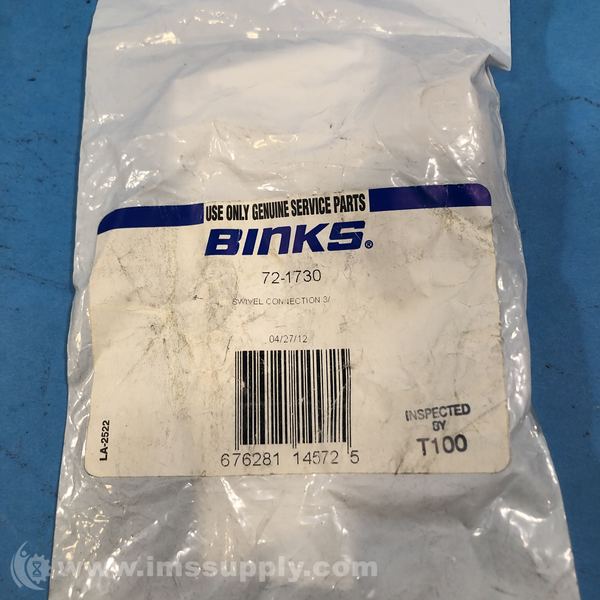 USE ONLY GENUINE SERVICE PARTS
BINKS®
72-1730
SWIVEL CONNECTION 3/
04/27/12
676281 14572 5
LA-2522
INSPECTED
BY
T100
© www.imssupply.com